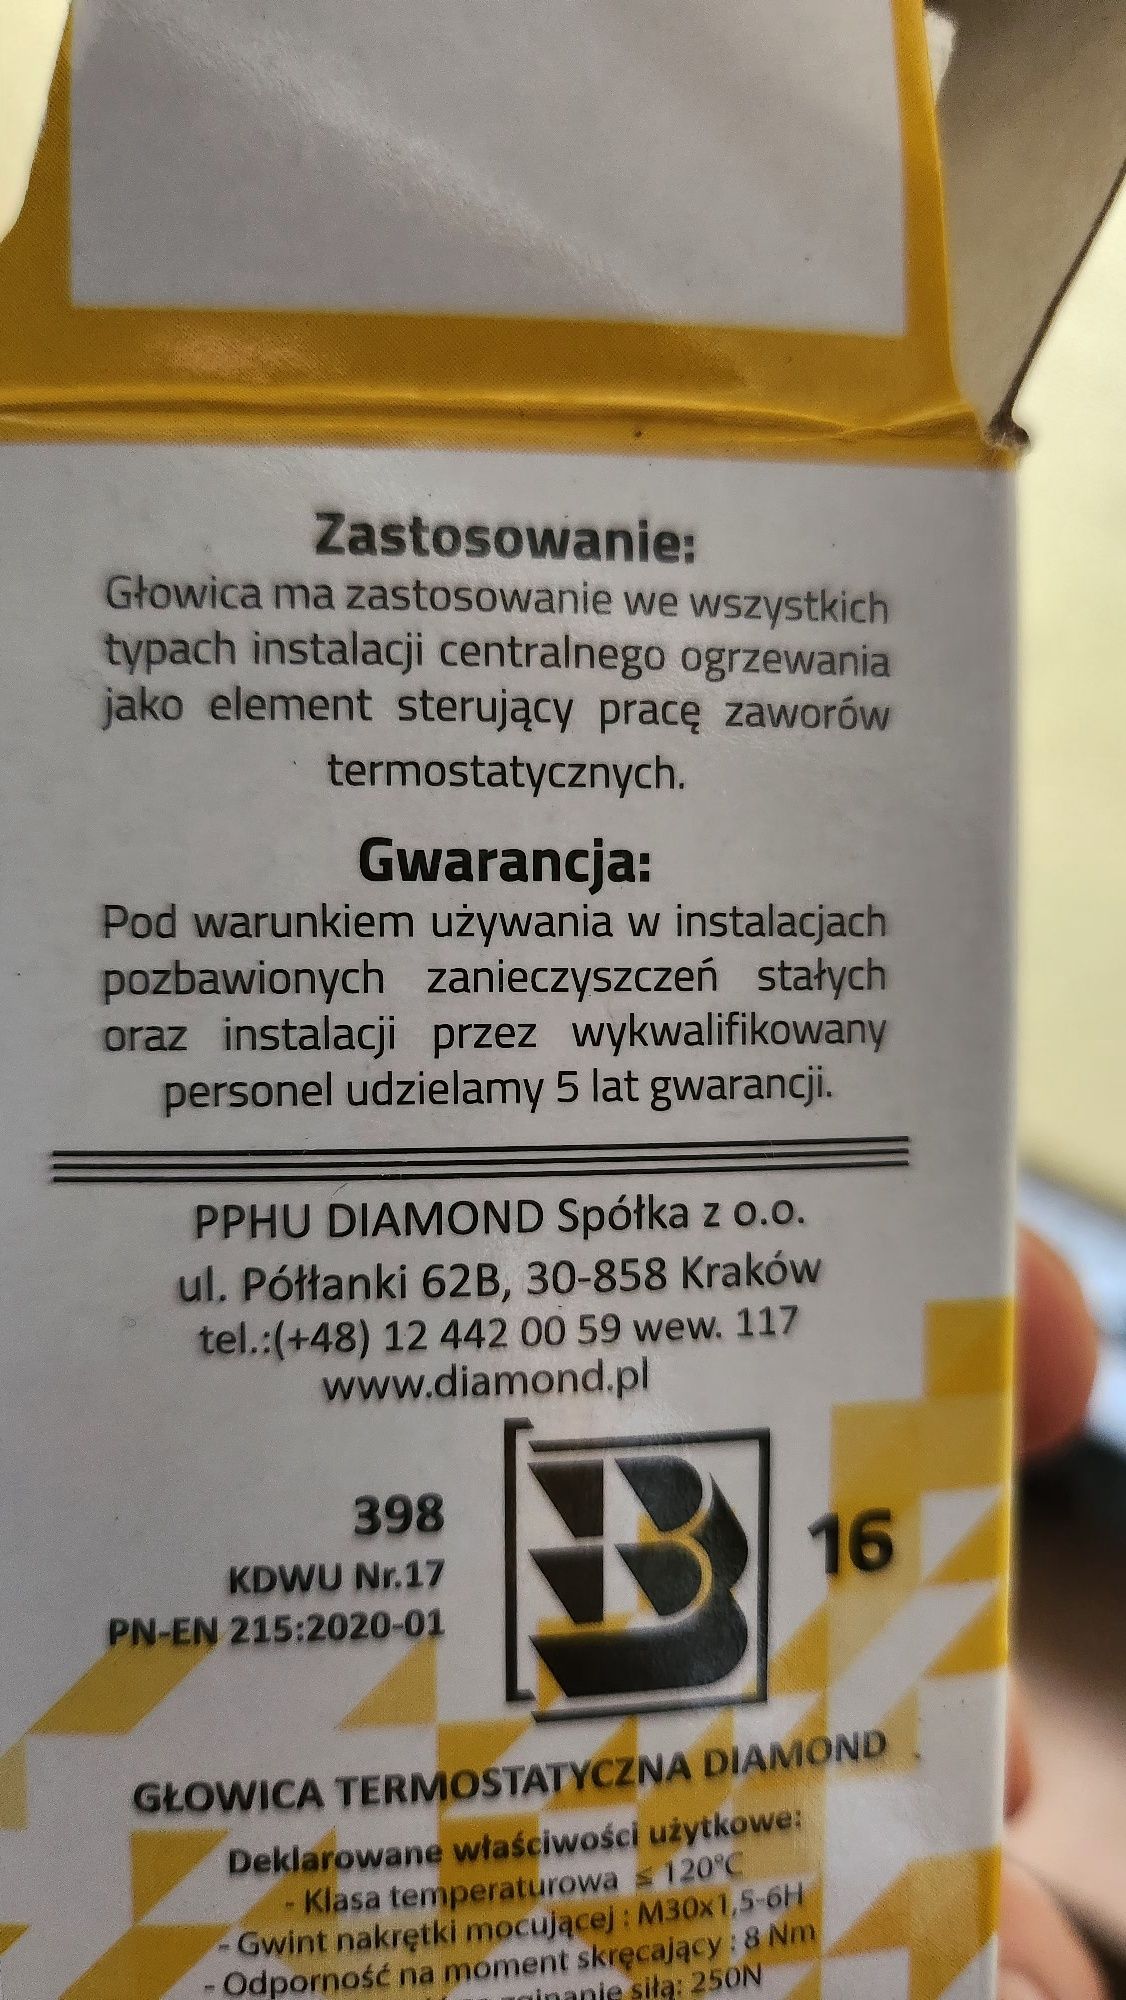 Zastosowanie:
Głowica ma zastosowanie we wszystkich
typach instalacji centralnego ogrzewania
jako element sterujący pracę zaworów
termostatycznych.
Gwarancja:
Pod warunkiem używania w instalacjach
pozbawionych zanieczyszczeń stałych
oraz instalacji przez wykwalifikowany
personel udzielamy 5 lat gwarancji.
PPHU DIAMOND Spółka z o.o.
ul. Półłanki 62B, 30-858 Kraków
tel.:(+48) 12 442 00 59 wew. 117
www.diamond.pl
398
KDWU Nr.17
PN-EN 215:2020-01
B
16
GŁOWICA TERMOSTATYCZNA DIAMOND
Deklarowane właściwości użytkowe:
- Klasa temperaturowa ≤ 120°C
- Gwint nakrętki mocującej : M30x1,5-6H
- Odporność na moment skręcający : 8 Nm
zginanie siłą: 250N